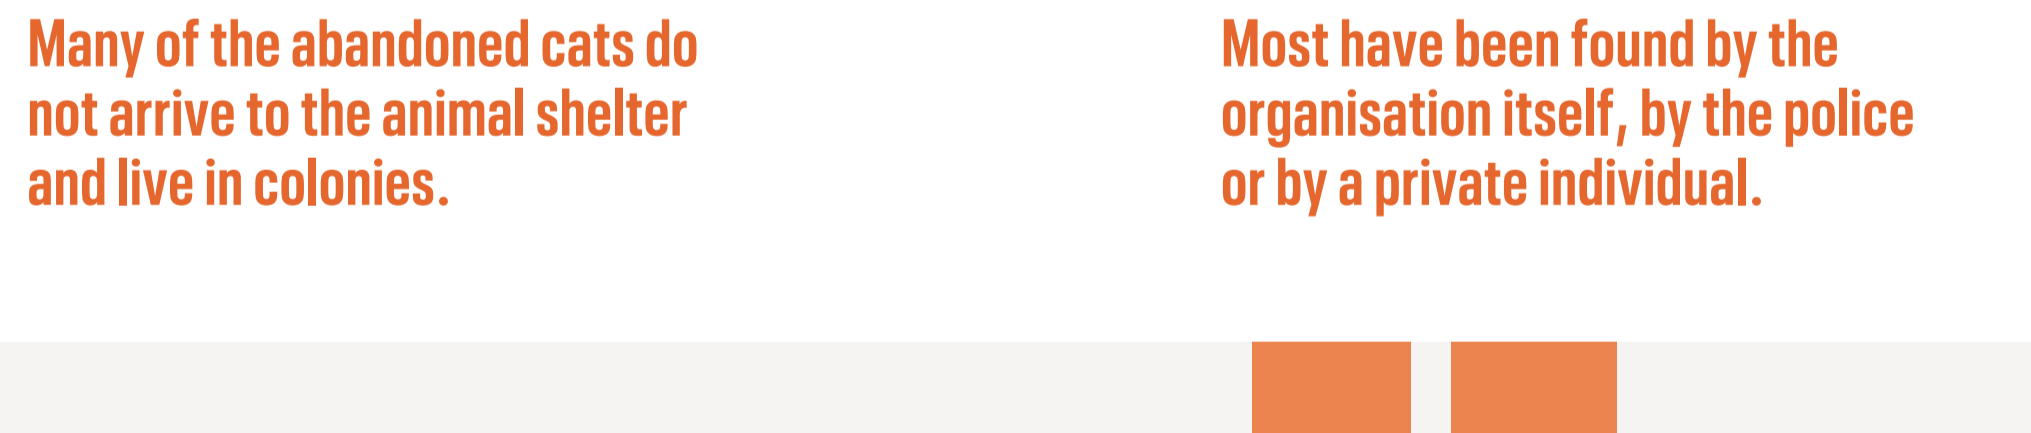 Many of the abandoned cats do
not arrive to the animal shelter
and live in colonies.
Most have been found by the
organisation itself, by the police
or by a private individual.